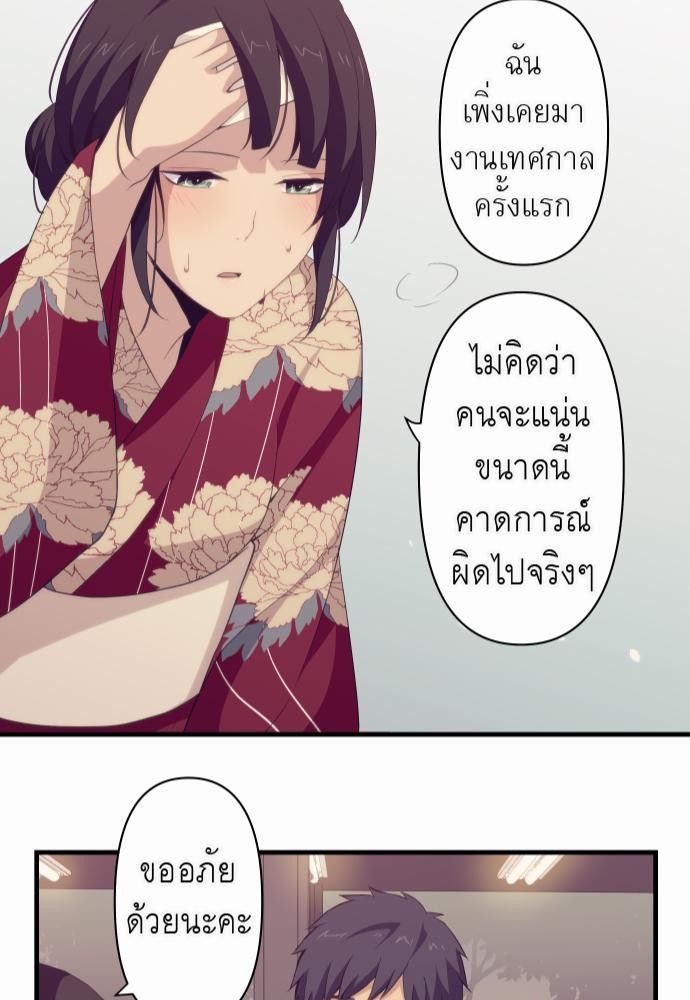 ฉัน
เพิ่งเคยมา
งานเทศกาล
ครั้งแรก
ไม่คิดว่า
คนจะแน่น
ขนาดนี้
คาดการณ์
ผิดไปจริงๆ
ขออภัย
ด้วยนะคะ